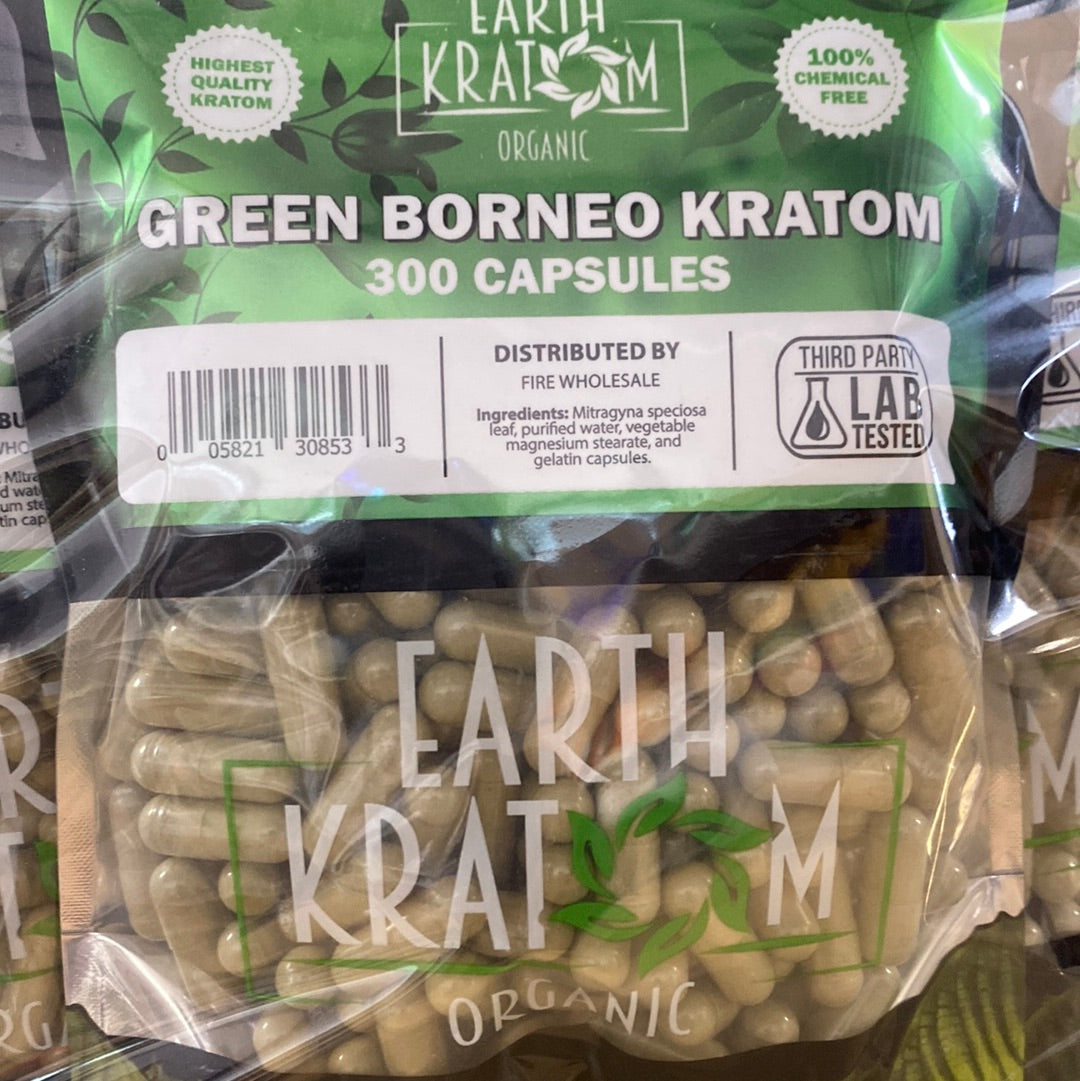 EARTH
KRATOM
ORGANIC
HIGHEST
QUALITY
KRATOM
100%
CHEMICAL
FREE
GREEN BORNEO KRATOM
300 CAPSULES
0 05821 30853 3
DISTRIBUTED BY
FIRE WHOLESALE
Ingredients: Mitragyna speciosa
leaf, purified water, vegetable
magnesium stearate, and
gelatin capsules.
THIRD PARTY
LAB
TESTED
EARTH
KRATOM
ORGANIC